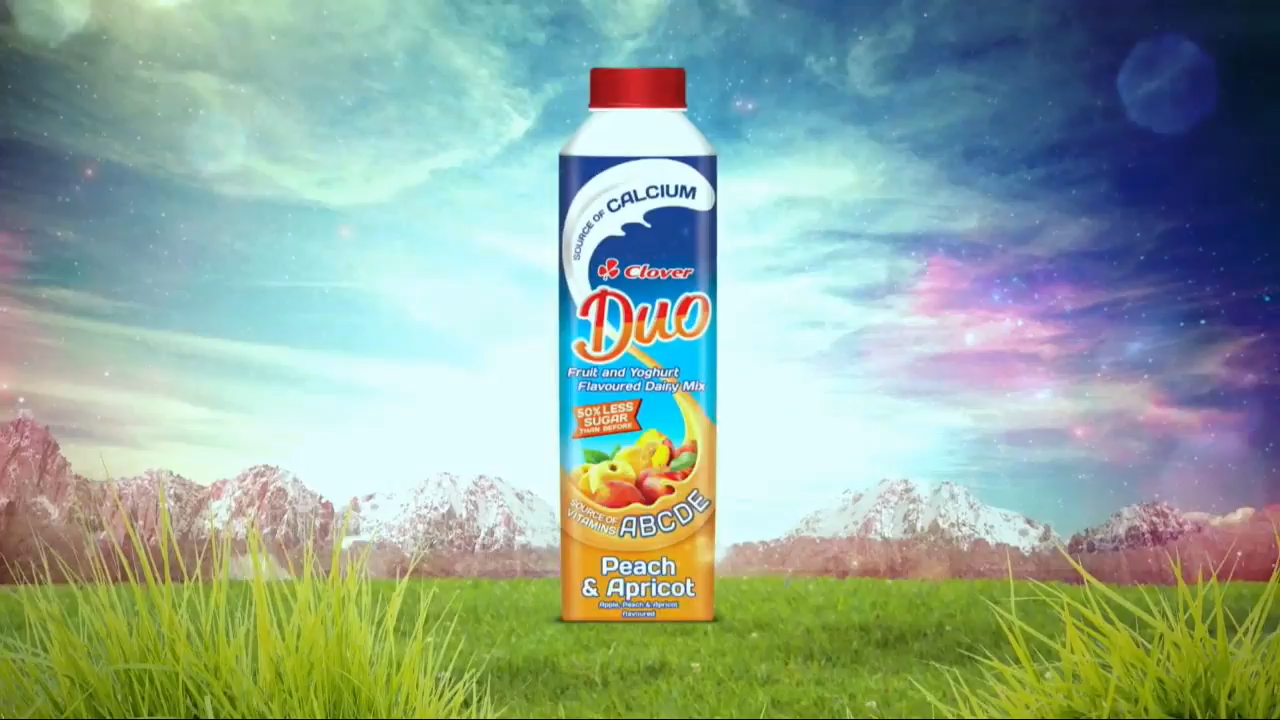 SOURCE OF CALCIUM
Clover
Duo
Fruit and Yoghurt
Flavoured Dairy Mix
50% LESS
SUGAR
THAN BEFORE
SOURCE OF
VITAMINS ABCDE
Peach
& Apricot
Apple, Peach & Apricot
flavoured